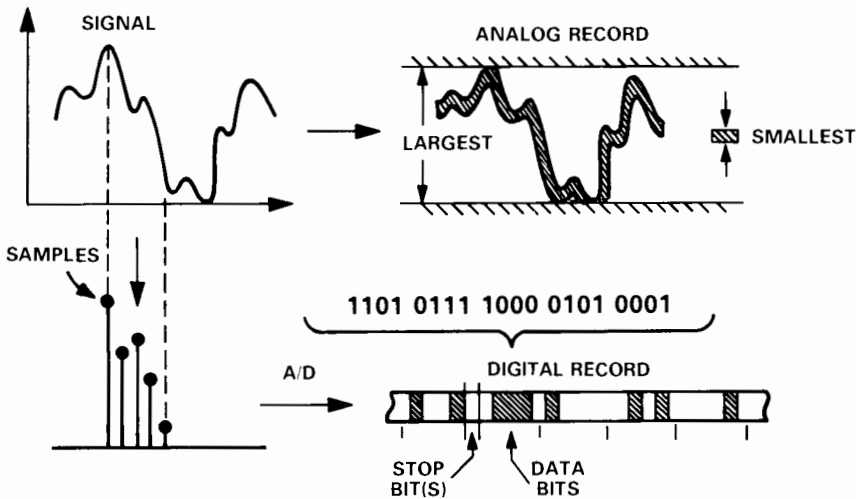 SIGNAL
ANALOG RECORD
LARGEST
SMALLEST
SAMPLES
1101 0111 1000 0101 0001
A/D
DIGITAL RECORD
STOP
BIT(S)
DATA
BITS